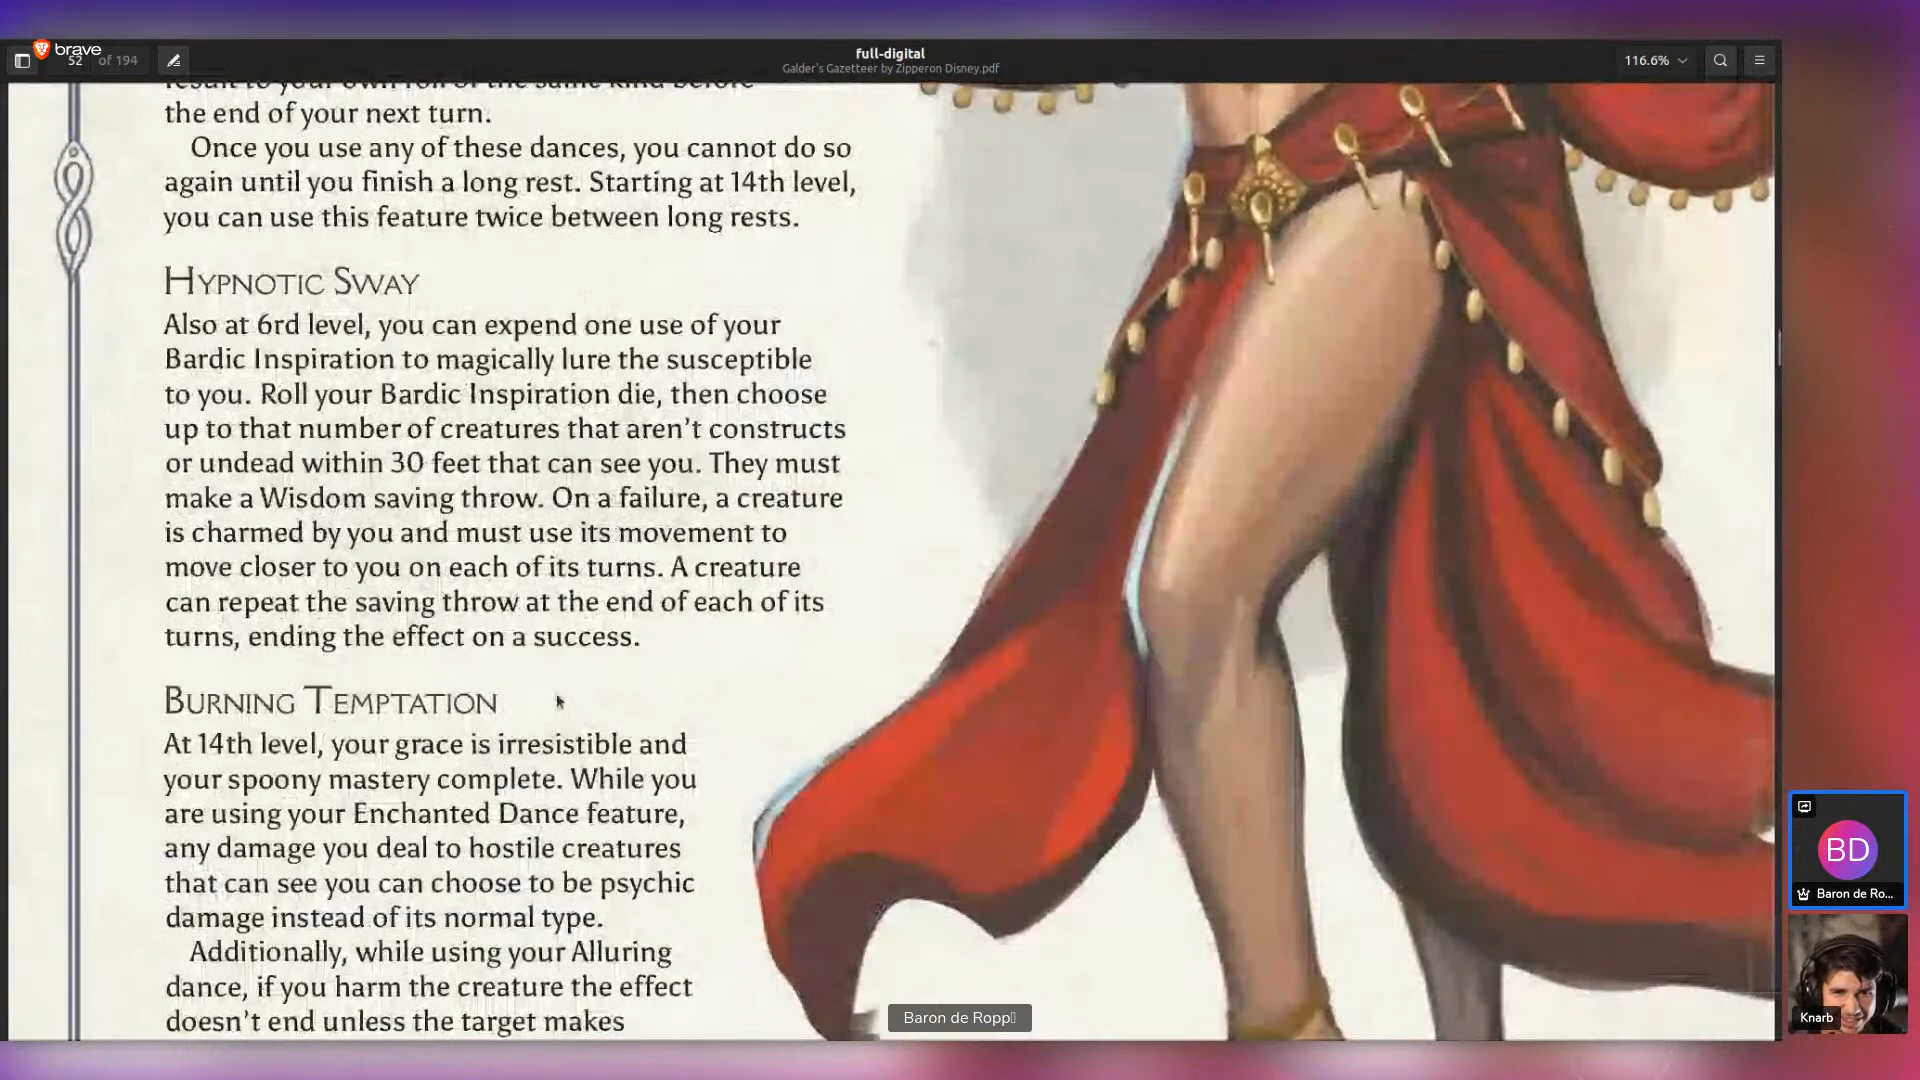 brave
52 of 194
full-digital
Galder's Gazetteer by Zipperon Disney.pdf
116.6%
result to your own roll of the same kind before
the end of your next turn.
Once you use any of these dances, you cannot do so
again until you finish a long rest. Starting at 14th level,
you can use this feature twice between long rests.
Hypnotic Sway
Also at 6rd level, you can expend one use of your
Bardic Inspiration to magically lure the susceptible
to you. Roll your Bardic Inspiration die, then choose
up to that number of creatures that aren't constructs
or undead within 30 feet that can see you. They must
make a Wisdom saving throw. On a failure, a creature
is charmed by you and must use its movement to
move closer to you on each of its turns. A creature
can repeat the saving throw at the end of each of its
turns, ending the effect on a success.
Burning Temptation
At 14th level, your grace is irresistible and
your spoony mastery complete. While you
are using your Enchanted Dance feature,
any damage you deal to hostile creatures
that can see you can choose to be psychic
damage instead of its normal type.
Additionally, while using your Alluring
dance, if you harm the creature the effect
doesn't end unless the target makes
Baron de Ropp
BD
Baron de Ro...
Knarb